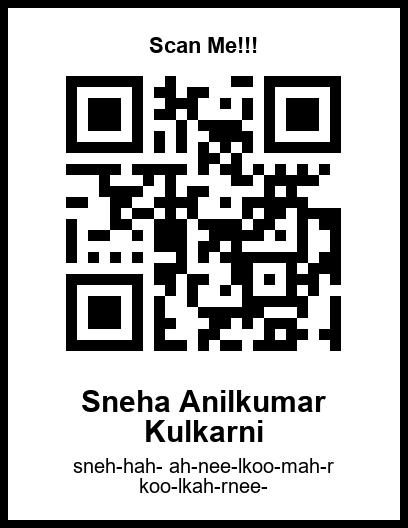 Scan Me!!!
Sneha Anilkumar
Kulkarni
sneh-hah- ah-nee-lkoo-mah-r
koo-lkah-rnee-